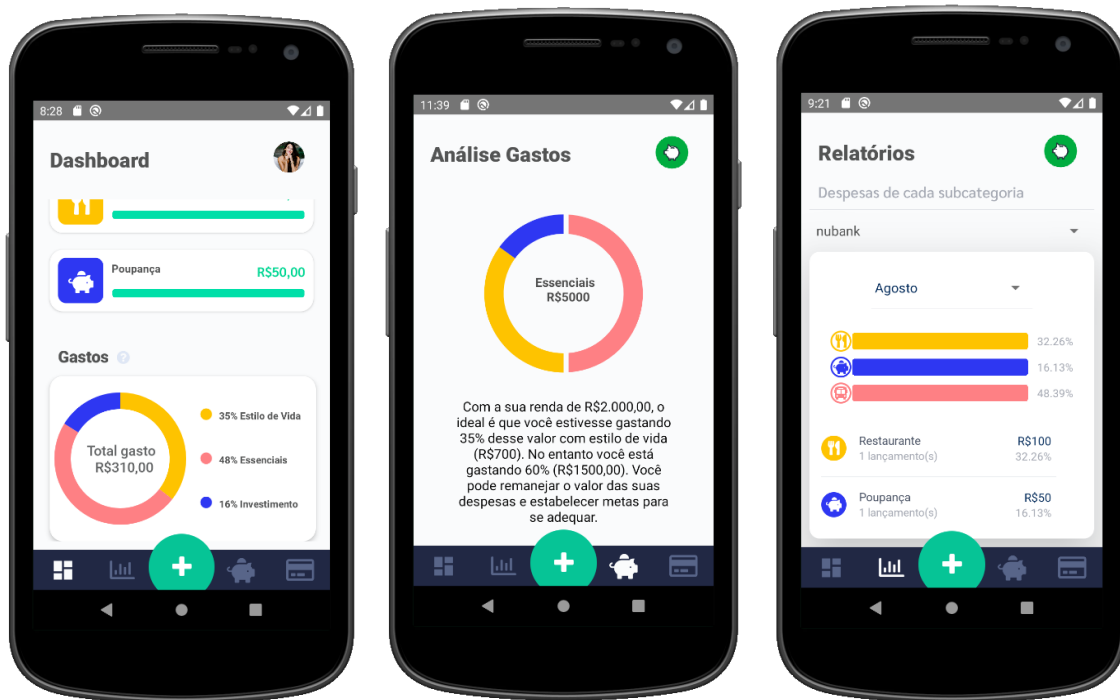 8:28
Dashboard
Poupança
R$50,00
Gastos
?
Total gasto
R$310,00
35% Estilo de Vida
48% Essenciais
16% Investimento
11:39
Análise Gastos
Essenciais
R$5000
Com a sua renda de R$2.000,00, o
ideal é que você estivesse gastando
35% desse valor com estilo de vida
(R$700). No entanto você está
gastando 60% (R$1500,00). Você
pode remanejar o valor das suas
despesas e estabelecer metas para
se adequar.
9:21
Relatórios
Despesas de cada subcategoria
nubank
Agosto
32.26%
16.13%
48.39%
Restaurante
R$100
1 lançamento(s)
32.26%
Poupança
R$50
1 lançamento(s)
16.13%